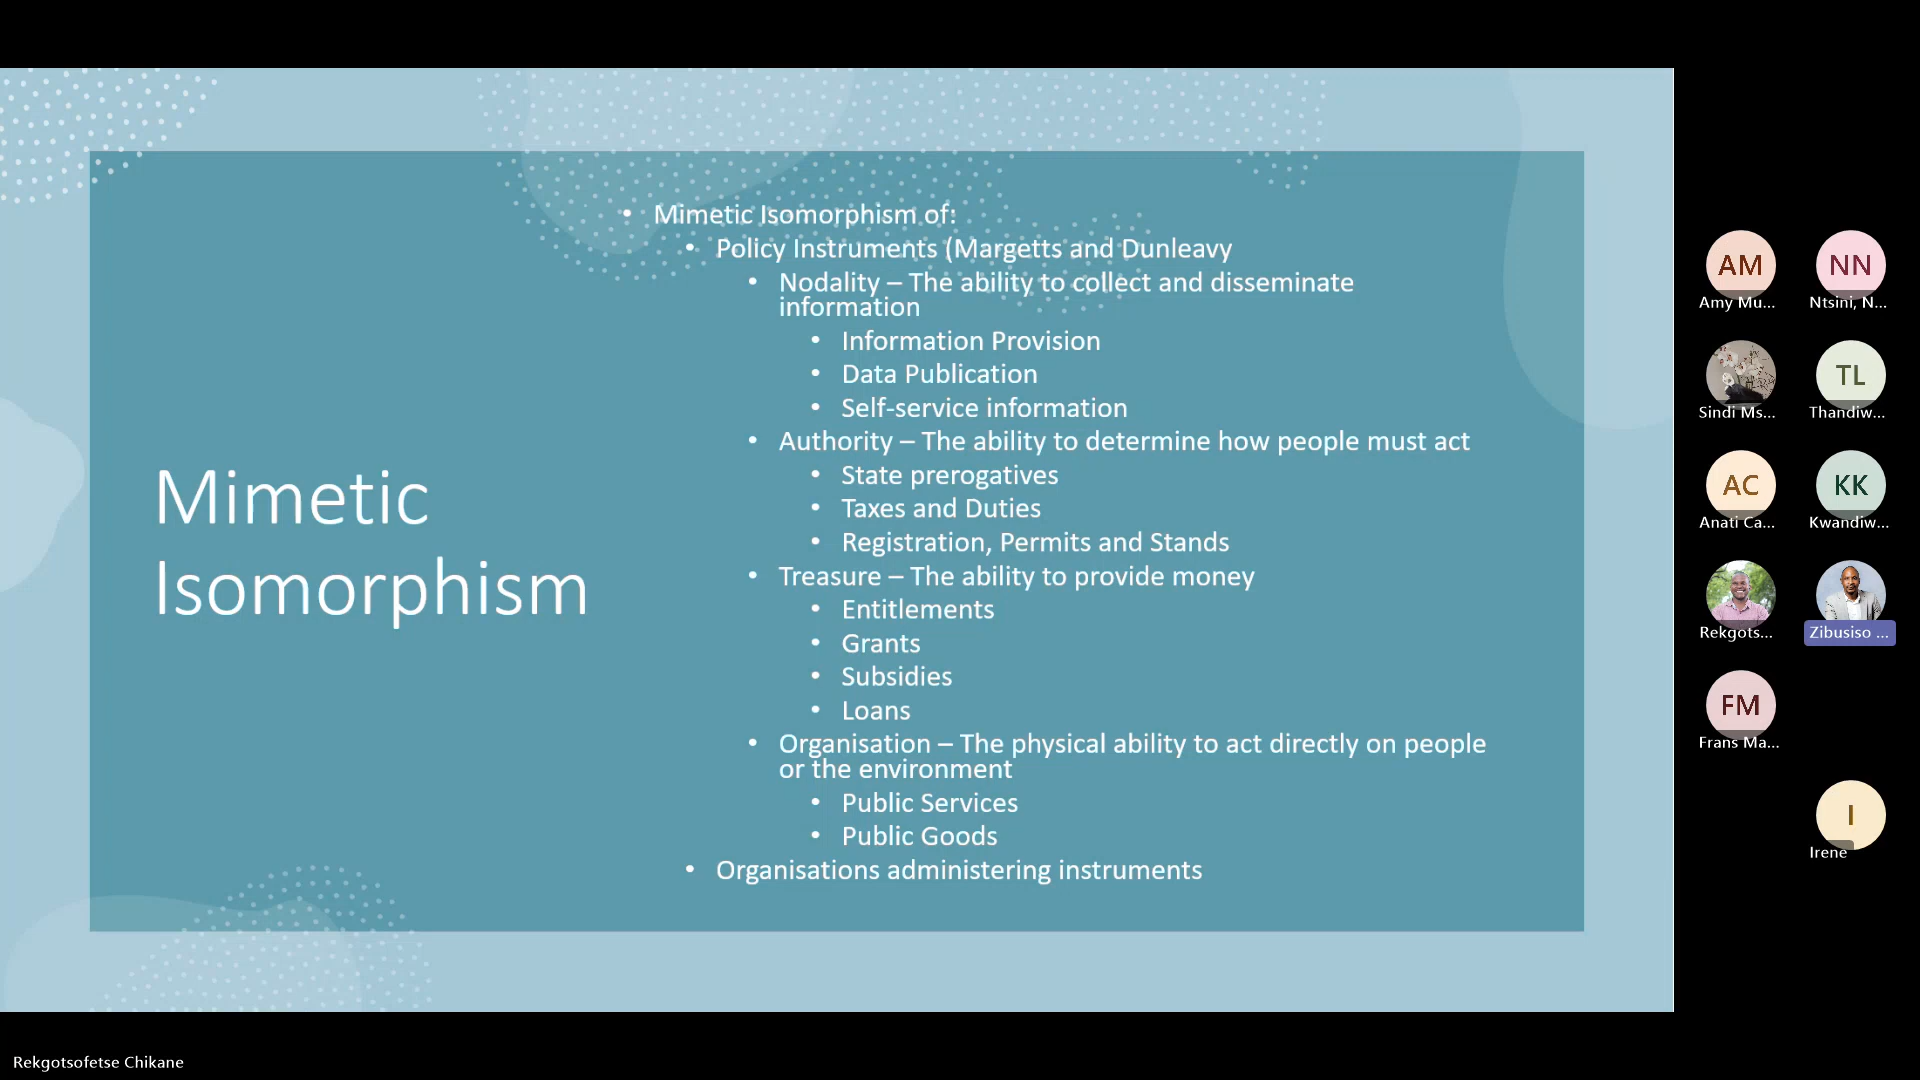 Mimetic
Isomorphism
• Mimetic Isomorphism of:
• Policy Instruments (Margetts and Dunleavy
• Nodality – The ability to collect and disseminate
information
• Information Provision
• Data Publication
• Self-service information
• Authority – The ability to determine how people must act
• State prerogatives
• Taxes and Duties
• Registration, Permits and Stands
• Treasure – The ability to provide money
• Entitlements
• Grants
• Subsidies
• Loans
• Organisation – The physical ability to act directly on people
or the environment
• Public Services
• Public Goods
• Organisations administering instruments
AM
Amy Mu...
NN
Ntsini, N...
Sindi Ms...
TL
Thandiw...
AC
Anati Ca...
KK
Kwandiw...
Rekgots...
Zibusiso ...
FM
Frans Ma...
I
Irene
Rekgotsofetse Chikane